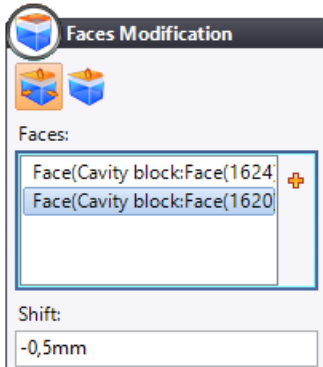 Faces Modification
Faces:
Face(Cavity block:Face(1624)
Face(Cavity block:Face(1620)
Shift:
-0,5mm